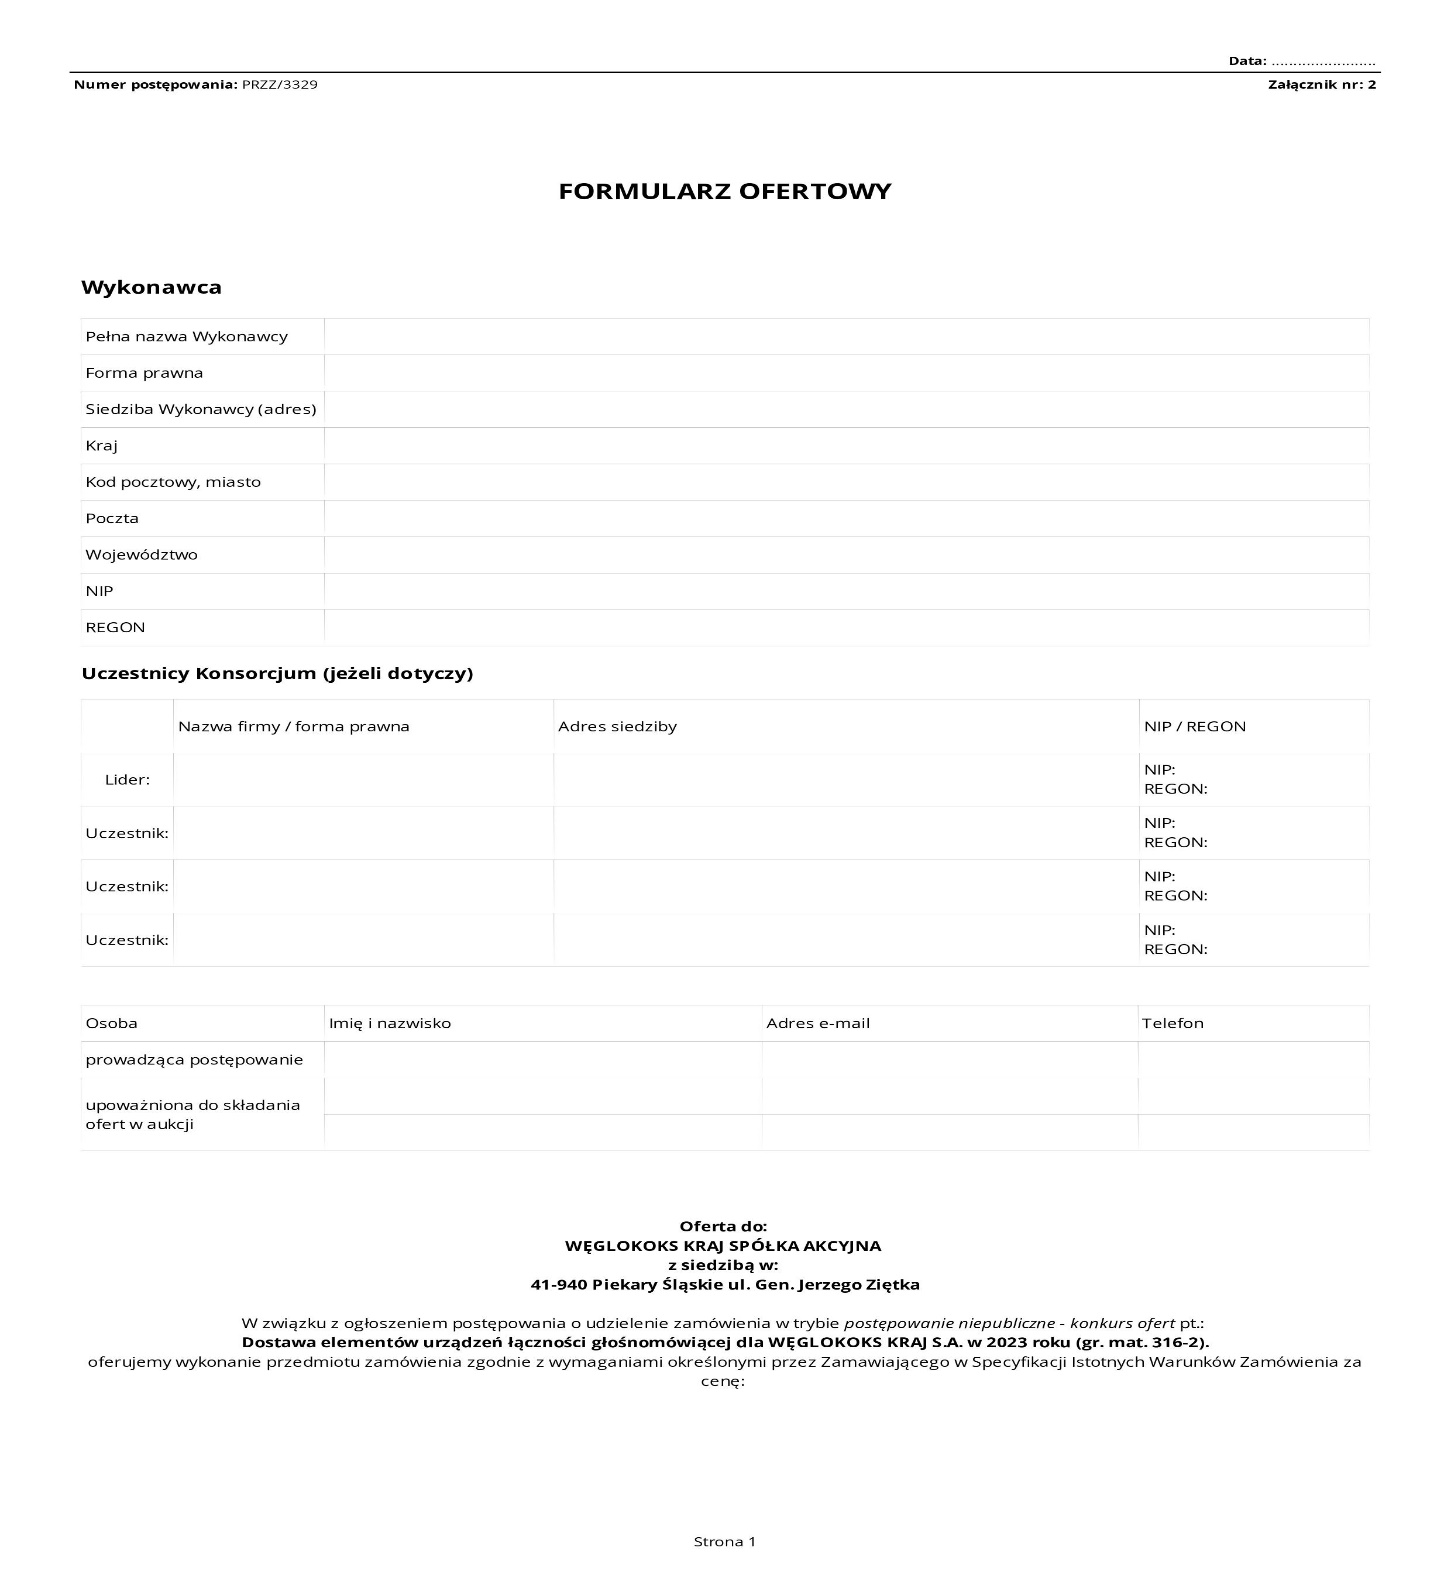 Data: ........................
Numer postępowania: PRZZ/3329
Załącznik nr: 2
FORMULARZ OFERTOWY
Wykonawca
Pełna nazwa Wykonawcy
Forma prawna
Siedziba Wykonawcy (adres)
Kraj
Kod pocztowy, miasto
Poczta
Województwo
NIP
REGON
Uczestnicy Konsorcjum (jeżeli dotyczy)
Nazwa firmy / forma prawna Adres siedziby NIP / REGON
Lider: NIP:
REGON:
Uczestnik: NIP:
REGON:
Uczestnik: NIP:
REGON:
Uczestnik: NIP:
REGON:
Osoba Imię i nazwisko Adres e-mail Telefon
prowadząca postępowanie
upoważniona do składania
ofert w aukcji
Oferta do:
WĘGLOKOKS KRAJ SPÓŁKA AKCYJNA
z siedzibą w:
41-940 Piekary Śląskie ul. Gen. Jerzego Ziętka
W związku z ogłoszeniem postępowania o udzielenie zamówienia w trybie postępowanie niepubliczne - konkurs ofert pt.:
Dostawa elementów urządzeń łączności głośnomówiącej dla WĘGLOKOKS KRAJ S.A. w 2023 roku (gr. mat. 316-2).
oferujemy wykonanie przedmiotu zamówienia zgodnie z wymaganiami określonymi przez Zamawiającego w Specyfikacji Istotnych Warunków Zamówienia za
cenę:
Strona 1